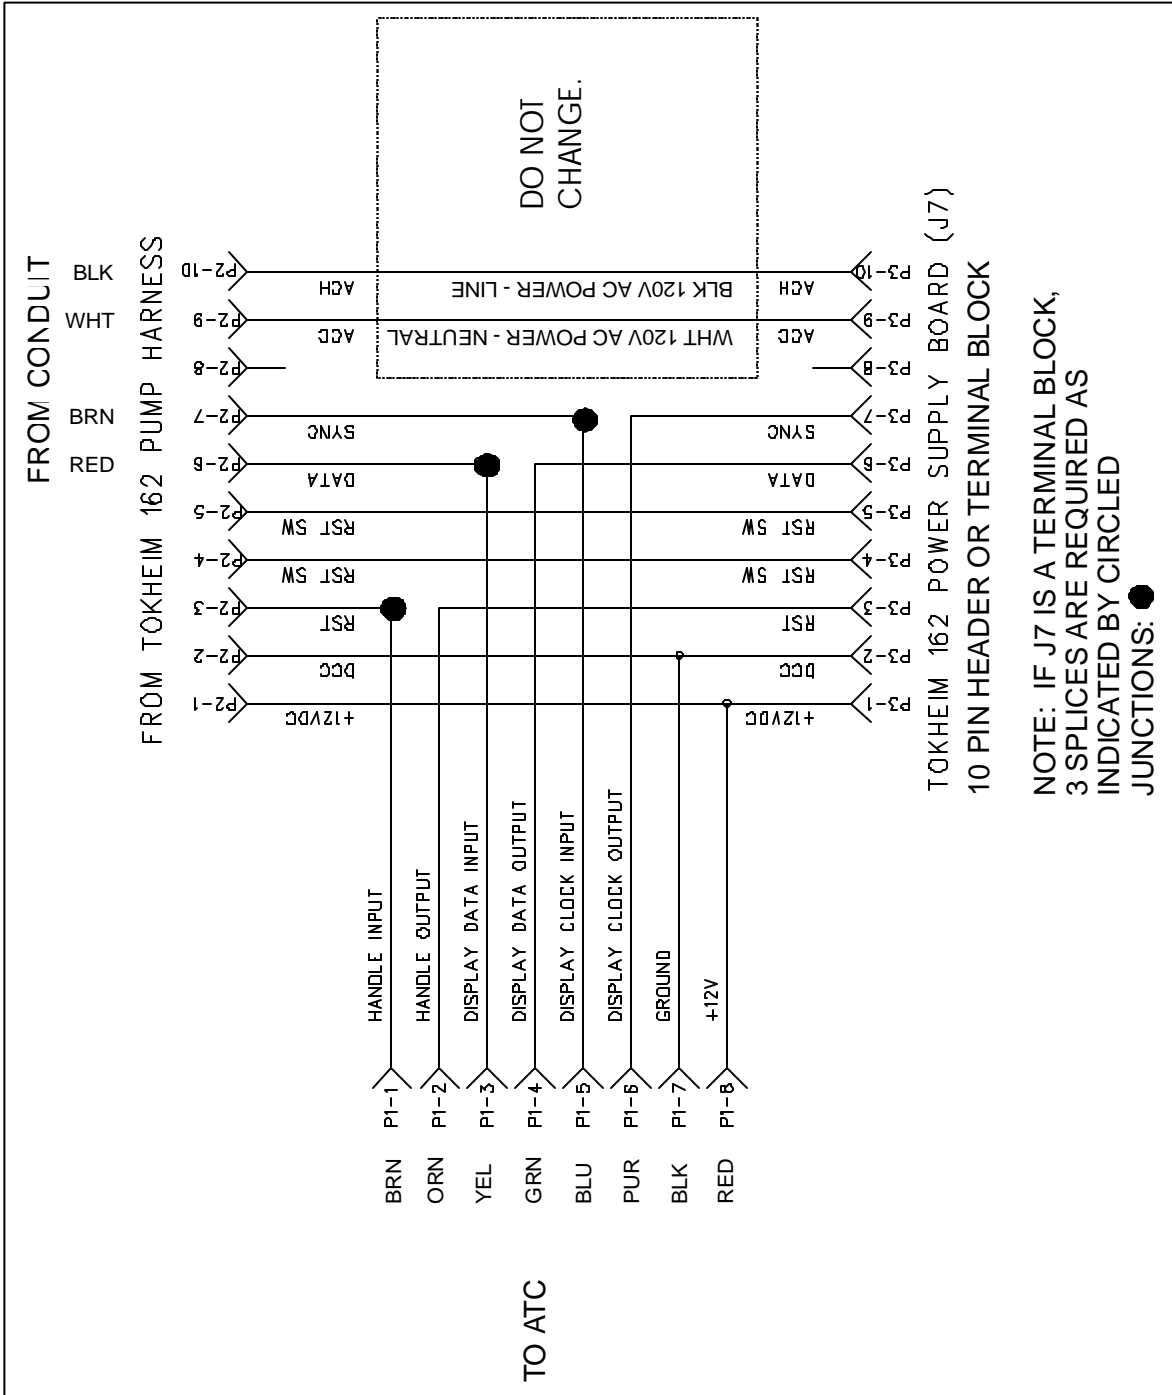 DO NOT
CHANGE.
FROM CONDUIT
BLK
WHT
BRN
RED
FROM TOKHEIM 162 PUMP HARNESS
P2-10
P2-9
P2-8
P2-7
P2-6
P2-5
P2-4
P2-3
P2-2
P2-1
ACH
ACC
SYNC
DATA
RST SW
RST SW
RST
DCC
+12VDC
BLK 120V AC POWER - LINE
WHT 120V AC POWER - NEUTRAL
ACH
ACC
SYNC
DATA
RST SW
RST SW
RST
DCC
+12VDC
P3-10
P3-9
P3-8
P3-7
P3-6
P3-5
P3-4
P3-3
P3-2
P3-1
TOKHEIM 162 POWER SUPPLY BOARD (J7)
10 PIN HEADER OR TERMINAL BLOCK
NOTE: IF J7 IS A TERMINAL BLOCK,
3 SPLICES ARE REQUIRED AS
INDICATED BY CIRCLED
JUNCTIONS:
HANDLE INPUT
HANDLE OUTPUT
DISPLAY DATA INPUT
DISPLAY DATA OUTPUT
DISPLAY CLOCK INPUT
DISPLAY CLOCK OUTPUT
GROUND
+12V
P1-1
P1-2
P1-3
P1-4
P1-5
P1-6
P1-7
P1-8
BRN
ORN
YEL
GRN
BLU
PUR
BLK
RED
TO ATC